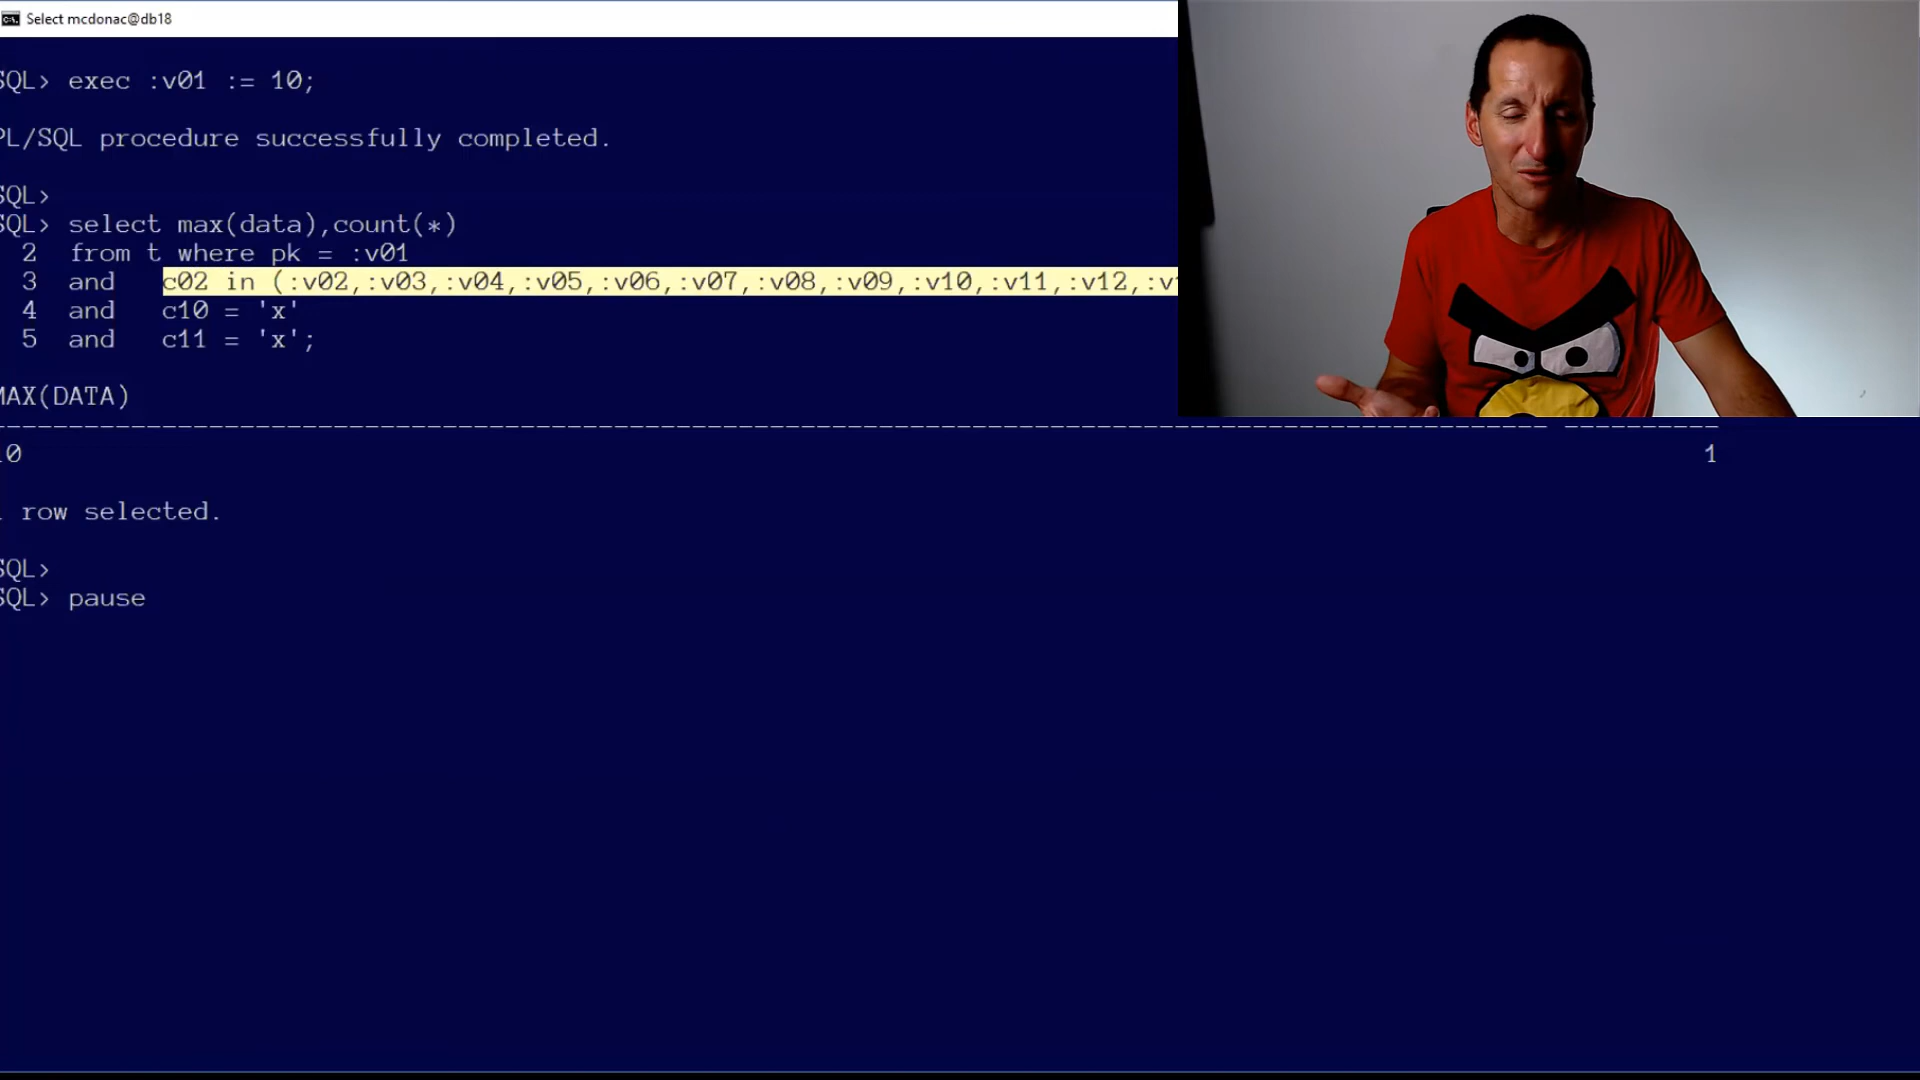 Select mcdonac@db18
SQL> exec :v01 := 10;
PL/SQL procedure successfully completed.
SQL>
SQL> select max(data),count(*)
2 from t where pk = :v01
3 and c02 in (:v02,:v03,:v04,:v05,:v06,:v07,:v08,:v09,:v10,:v11,:v12,:v
4 and c10 = 'x'
5 and c11 = 'x';
MAX(DATA)
---------- ----------
10 1
1 row selected.
SQL>
SQL> pause